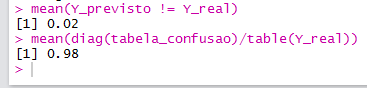 > mean(Y_previsto != Y_real)
[1] 0.02
> mean(diag(tabela_confusao)/table(Y_real))
[1] 0.98
>